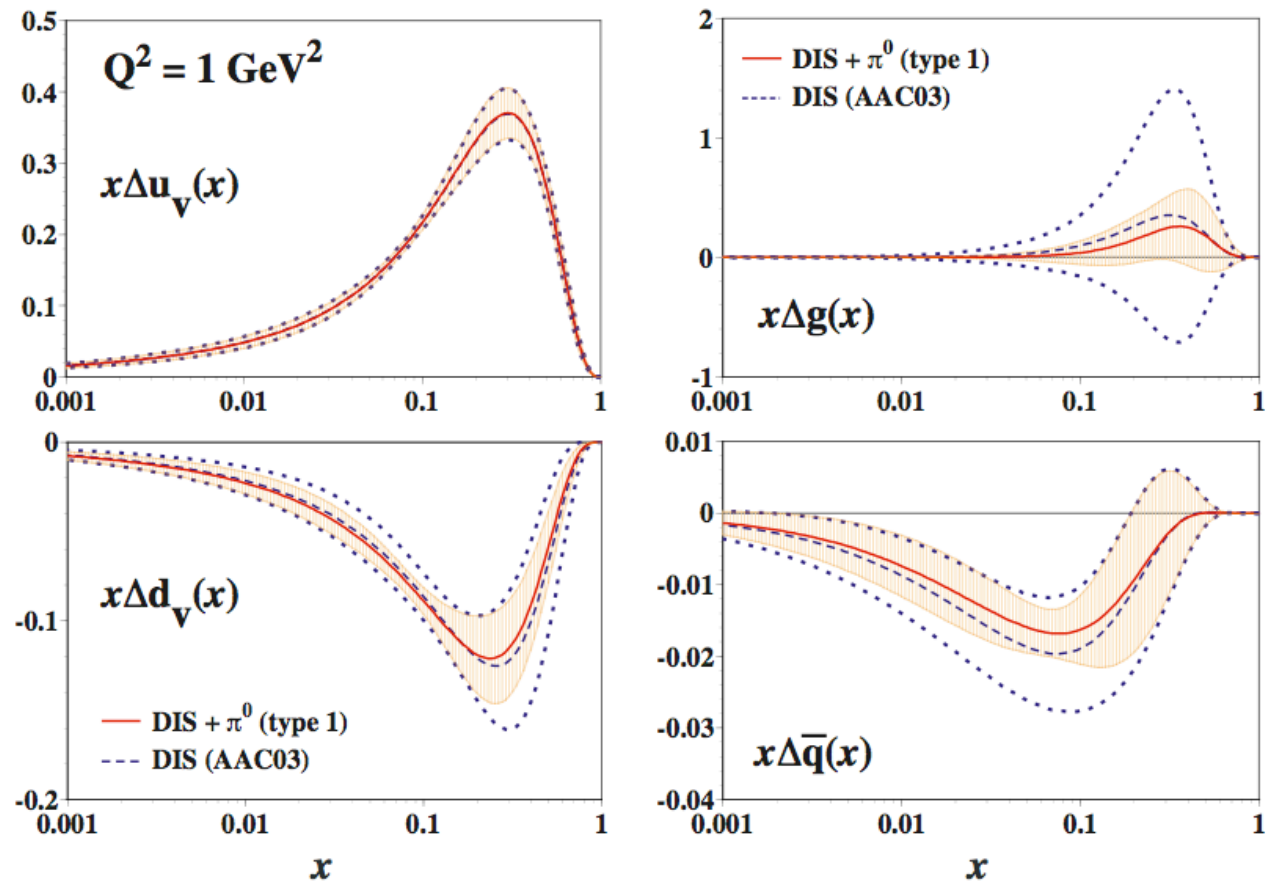 0.5
Q² = 1 GeV²
0.4
0.3
xΔu_v(x)
0.2
0.1
0
0.001 0.01 0.1 1
2
DIS + π⁰ (type 1)
DIS (AAC03)
1
0
xΔg(x)
-1
0.001 0.01 0.1 1
0
xΔd_v(x)
-0.1
DIS + π⁰ (type 1)
DIS (AAC03)
-0.2
0.001 0.01 0.1 1
x
0.01
0
-0.01
-0.02
-0.03
xΔq̅(x)
-0.04
0.001 0.01 0.1 1
x